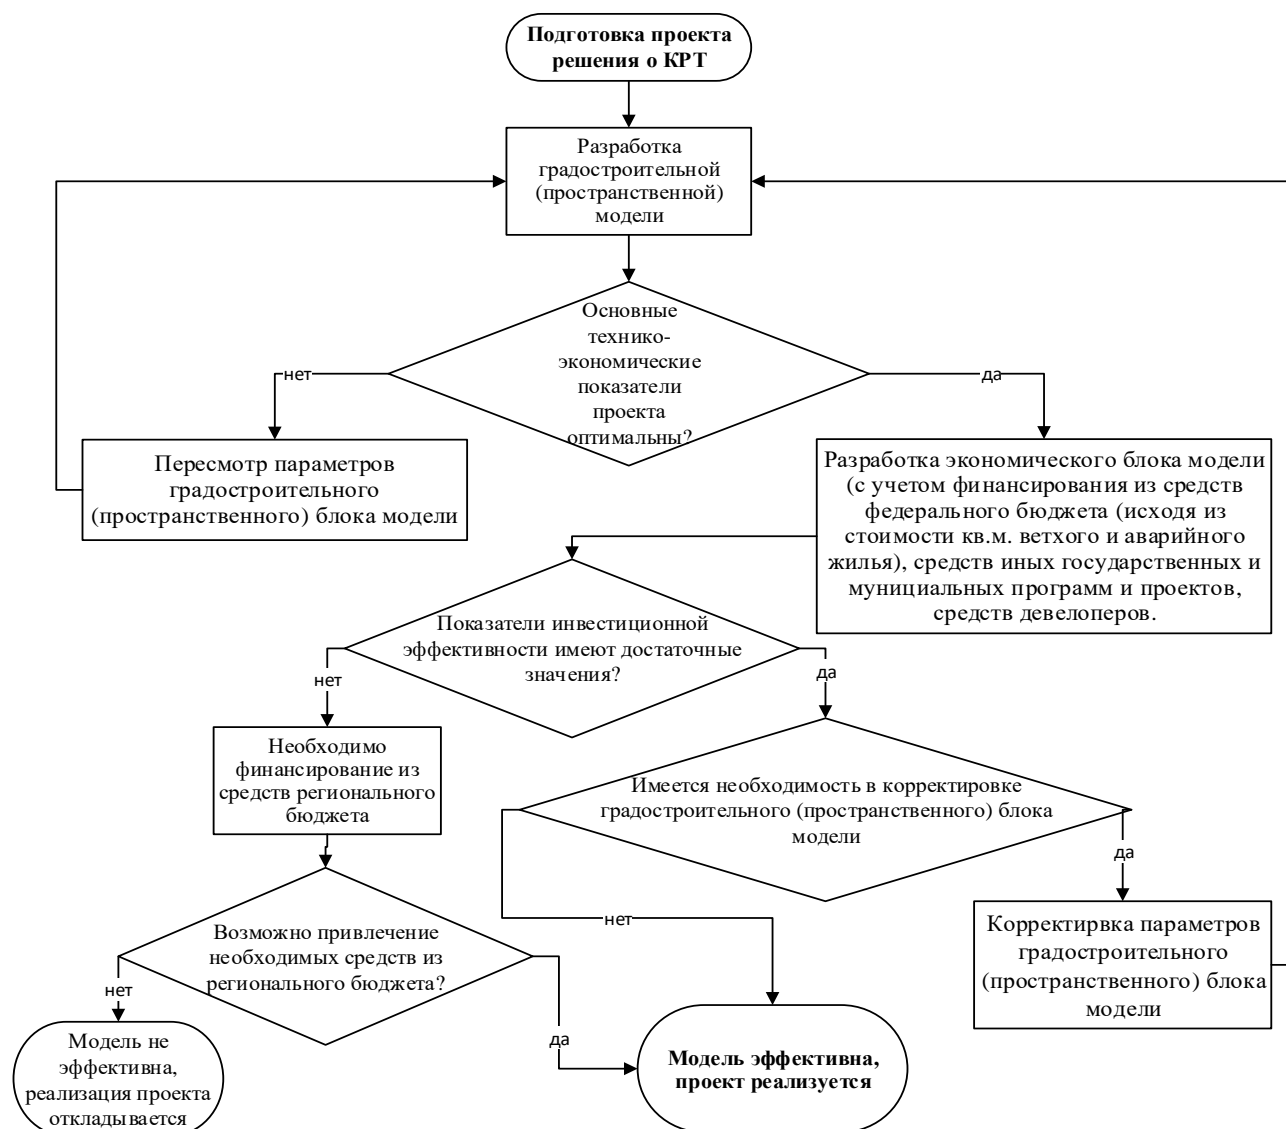 Подготовка проекта
решения о КРТ
Разработка
градостроительной
(пространственной)
модели
Основные
технико-
экономические
показатели
проекта
оптимальны?
нет
да
Пересмотр параметров
градостроительного
(пространственного) блока модели
Разработка экономического блока модели
(с учетом финансирования из средств
федерального бюджета (исходя из
стоимости кв.м. ветхого и аварийного
жилья), средств иных государственных и
муниципальных программ и проектов,
средств девелоперов.
Показатели инвестиционной
эффективности имеют достаточные
значения?
нет
да
Необходимо
финансирование из
средств регионального
бюджета
Имеется необходимость в корректировке
градостроительного (пространственного) блока
модели
нет
да
Возможно привлечение
необходимых средств из
регионального бюджета?
нет
да
Корректирвка параметров
градостроительного
(пространственного) блока
модели
Модель не
эффективна,
реализация проекта
откладывается
Модель эффективна,
проект реализуется